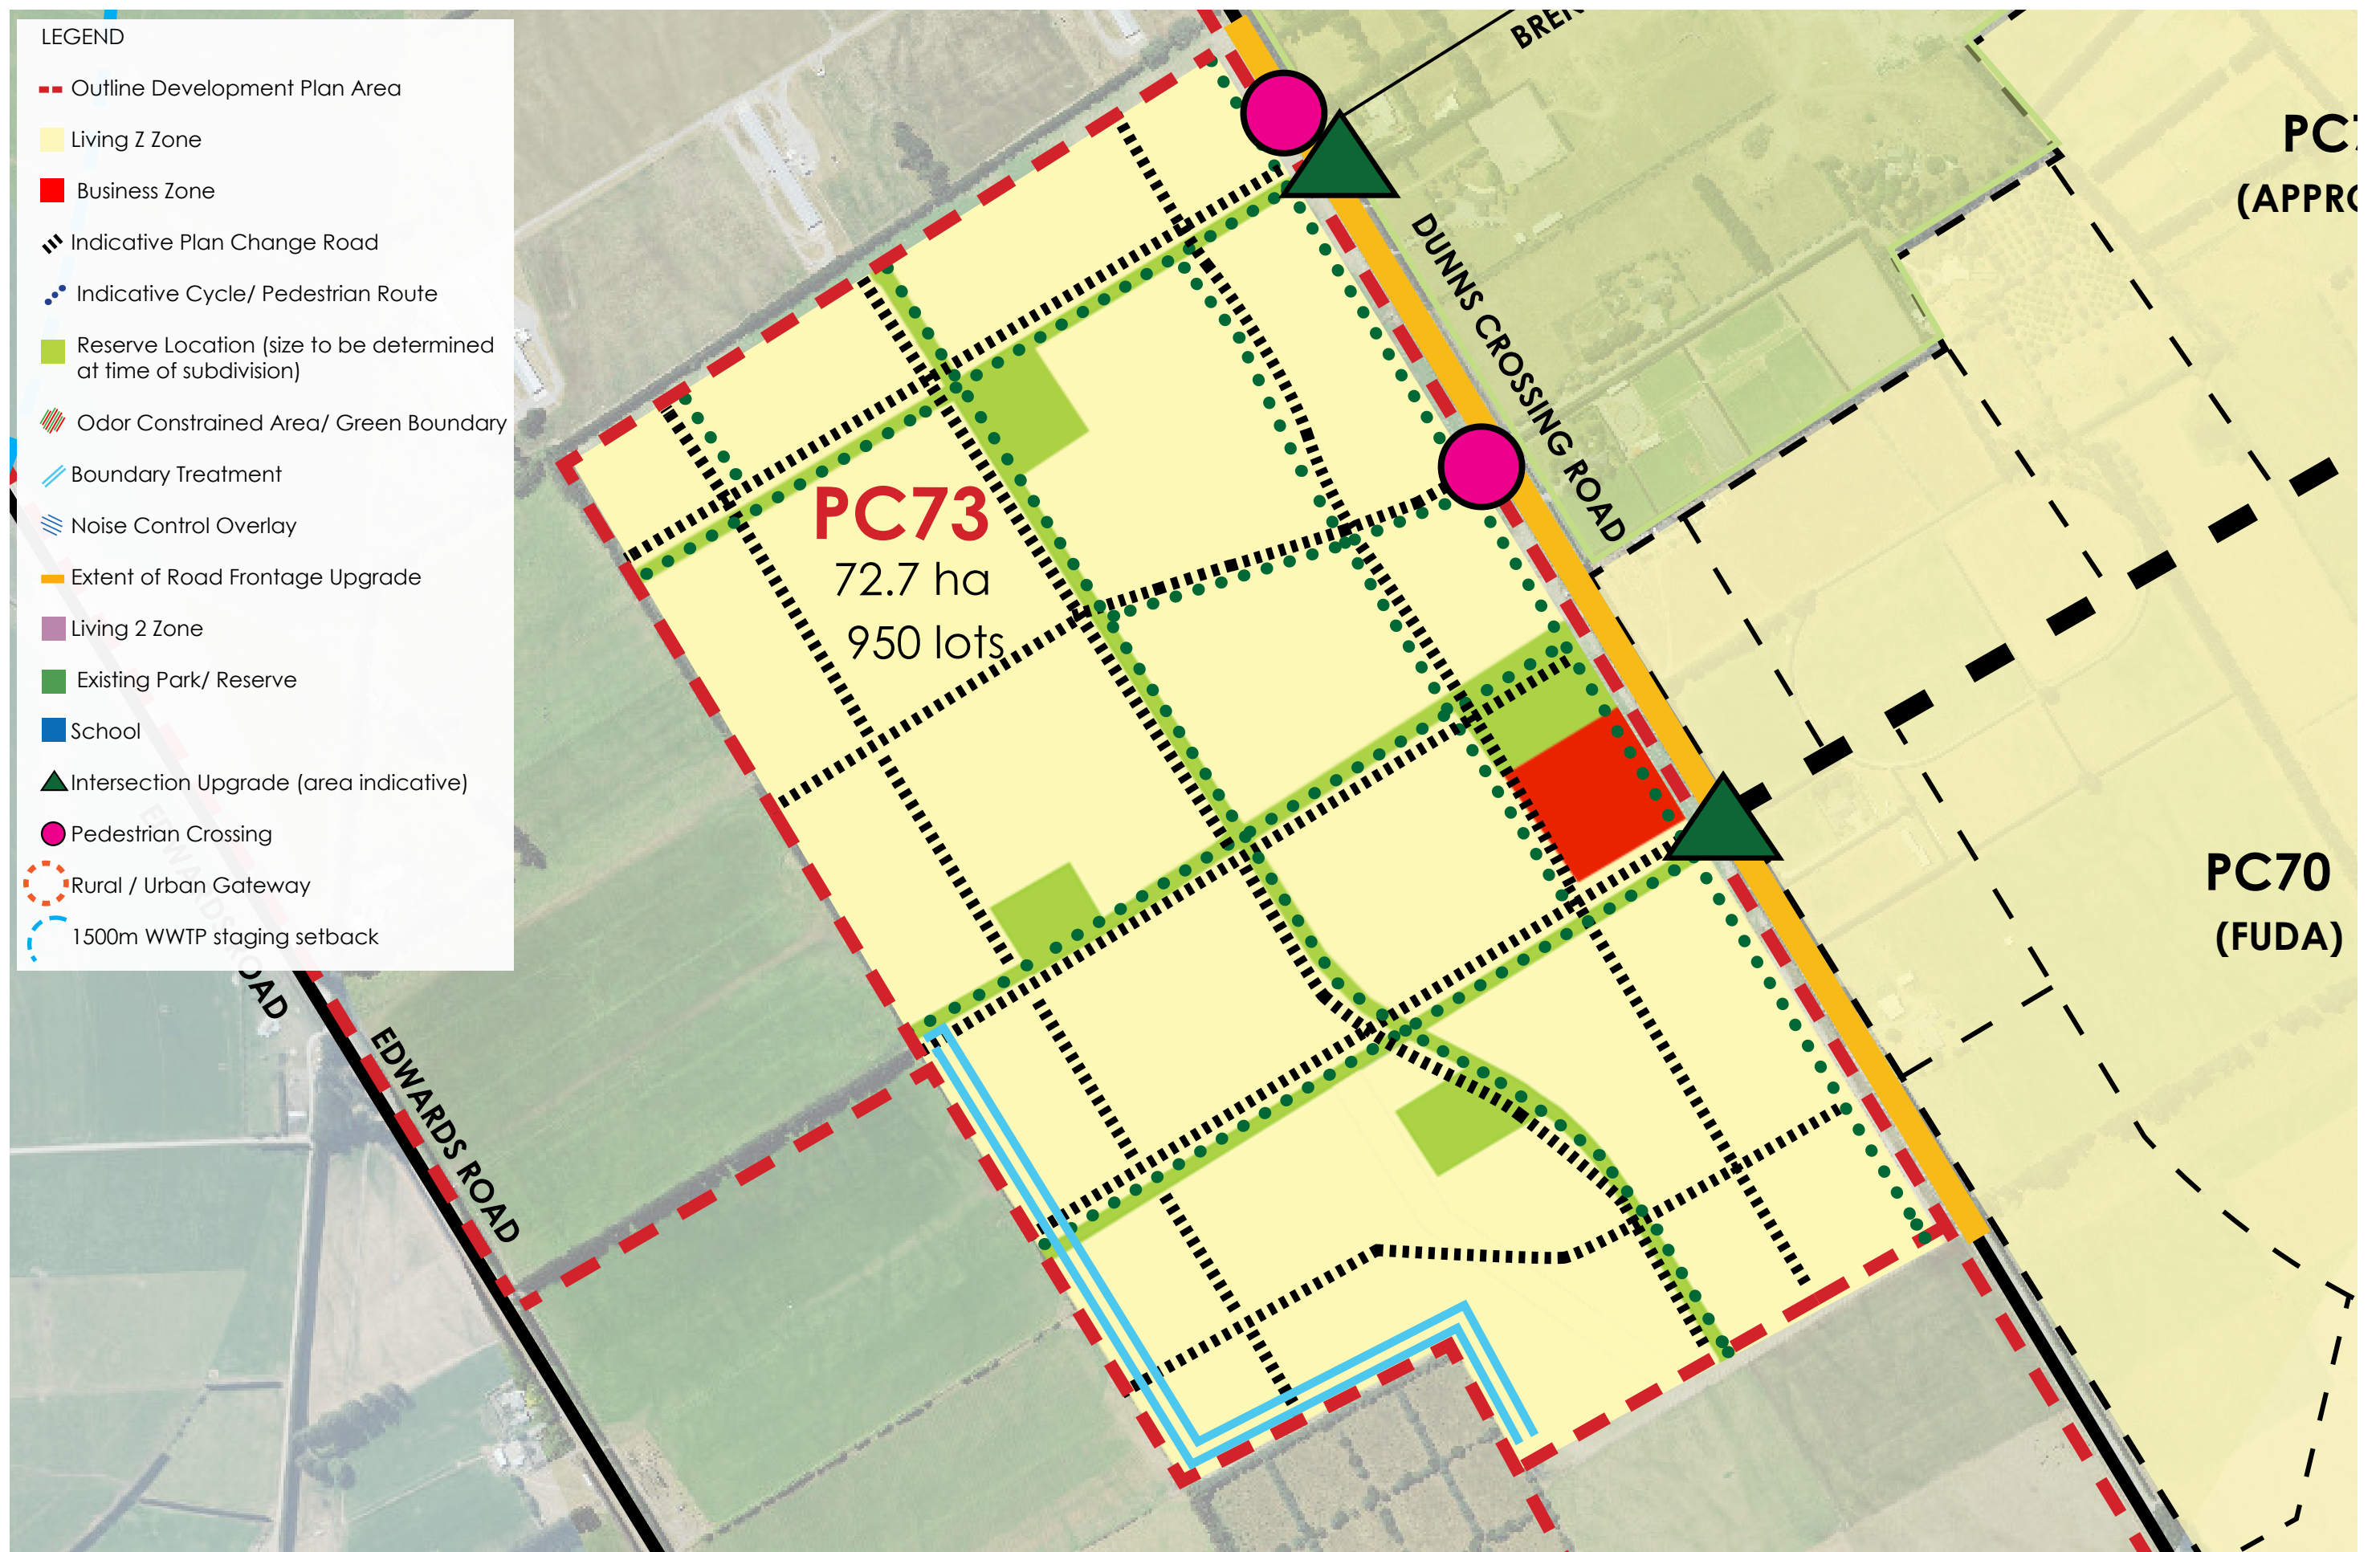 LEGEND
Outline Development Plan Area
Living Z Zone
Business Zone
Indicative Plan Change Road
Indicative Cycle/ Pedestrian Route
Reserve Location (size to be determined
at time of subdivision)
Odor Constrained Area/ Green Boundary
Boundary Treatment
Noise Control Overlay
Extent of Road Frontage Upgrade
Living 2 Zone
Existing Park/ Reserve
School
Intersection Upgrade (area indicative)
Pedestrian Crossing
Rural / Urban Gateway
1500m WWTP staging setback
DUNNS CROSSING ROAD
PC73
72.7 ha
950 lots
PC70
(FUDA)
EDWARDS ROAD
EDWARDS ROAD